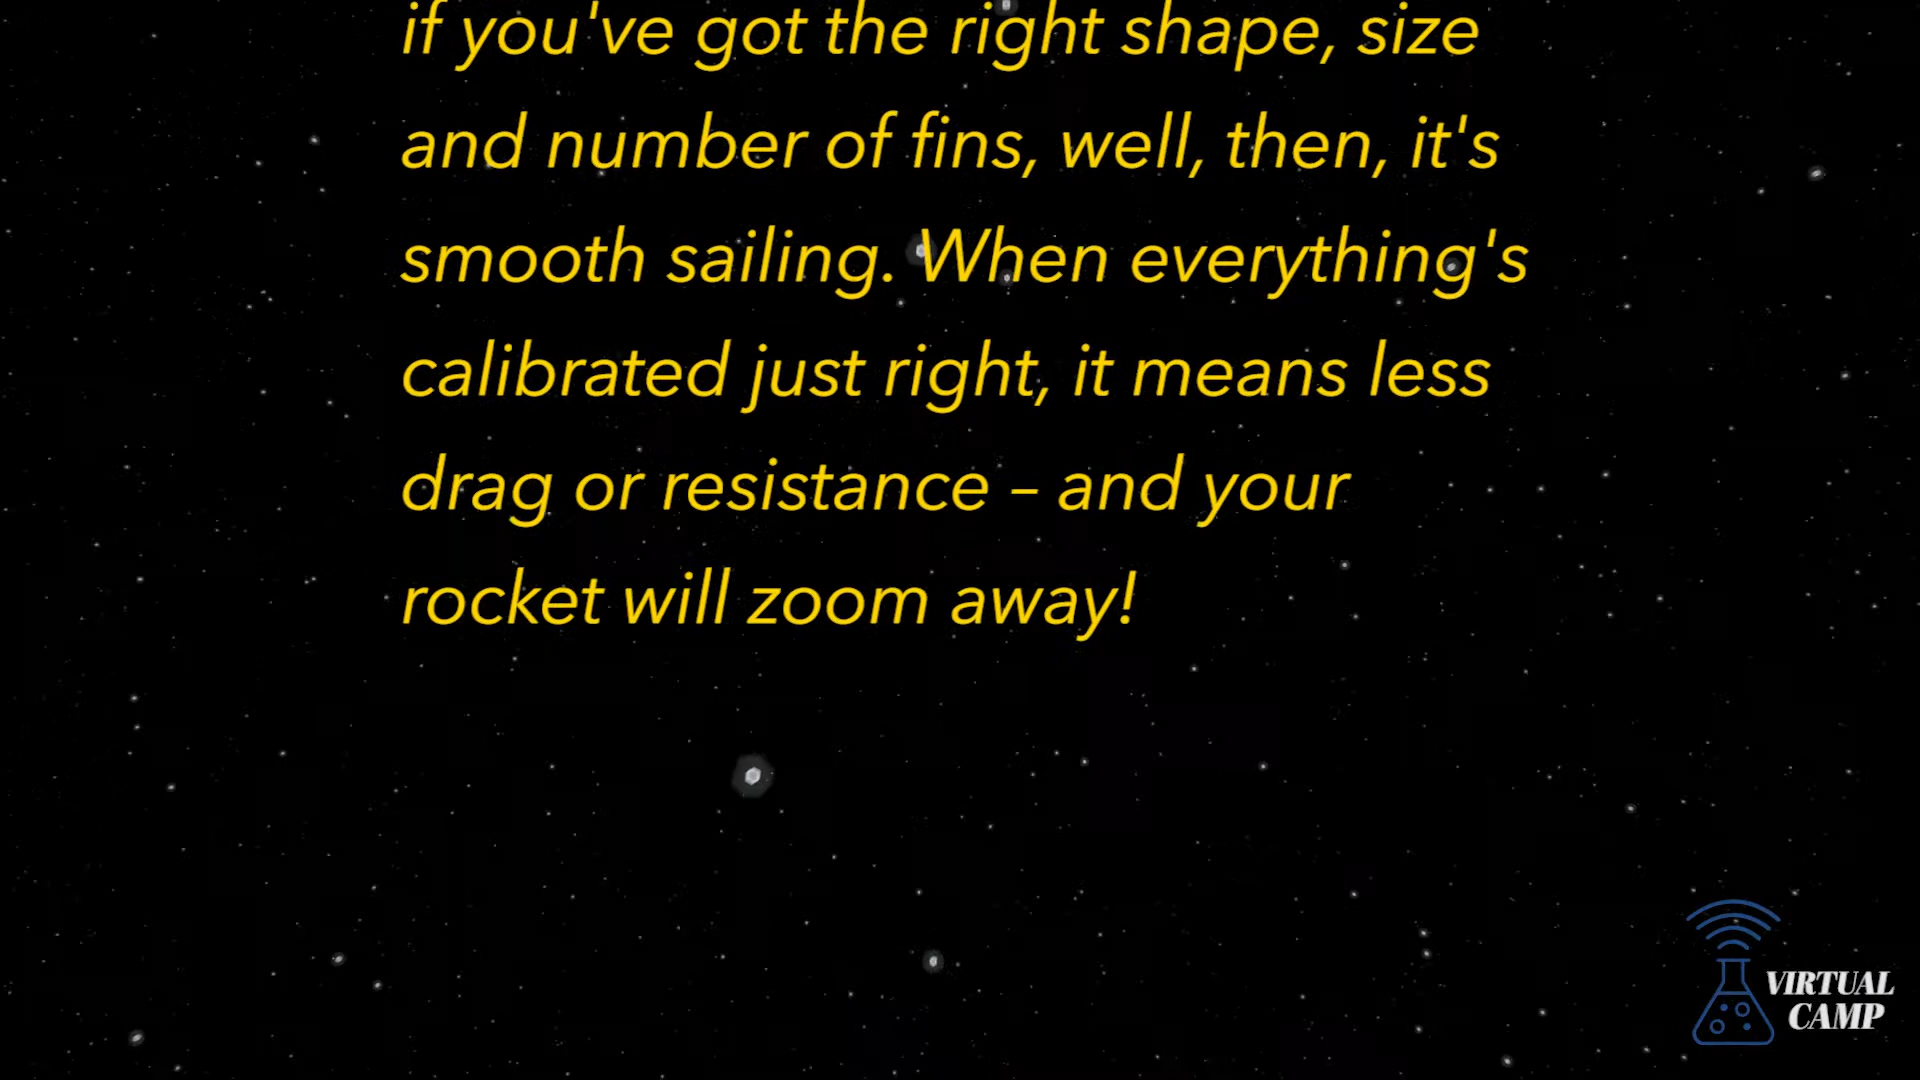 if you've got the right shape, size
and number of fins, well, then, it's
smooth sailing. When everything's
calibrated just right, it means less
drag or resistance – and your
rocket will zoom away!
VIRTUAL
CAMP